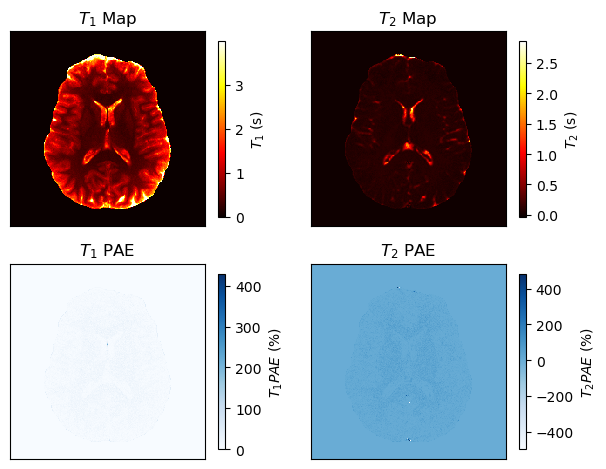 T₁ Map
3
2
1
0
T₁ (s)
T₂ Map
2.5
2.0
1.5
1.0
0.5
0.0
T₂ (s)
T₁ PAE
400
300
200
100
0
T₁PAE (%)
T₂ PAE
400
200
0
−200
−400
T₂PAE (%)